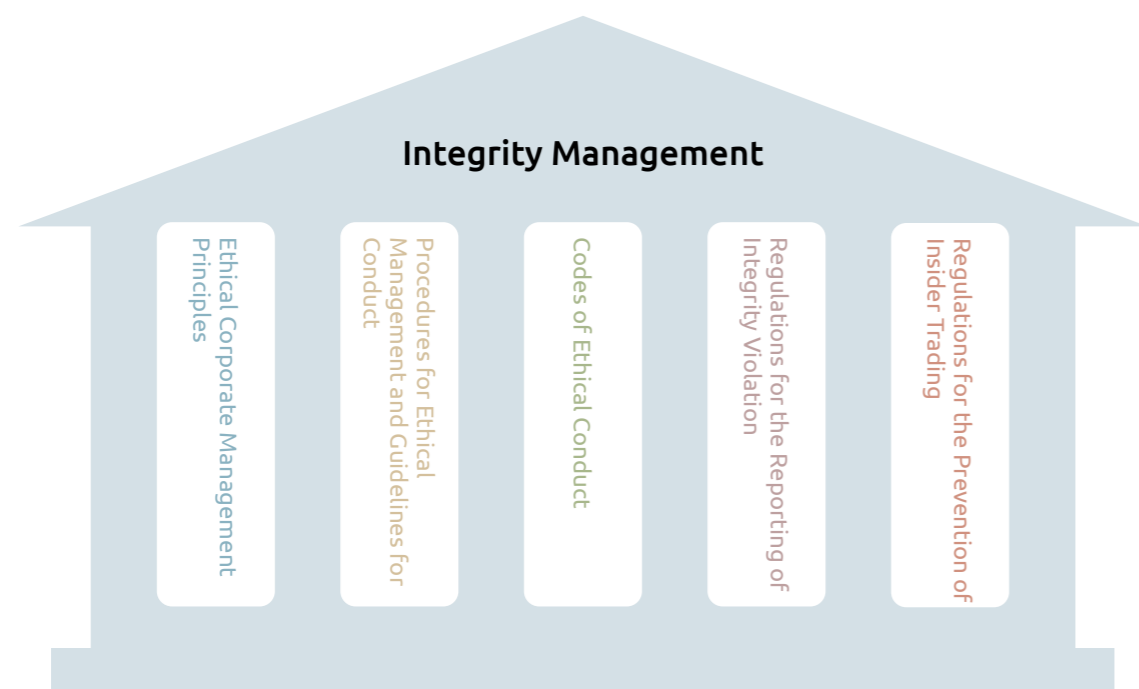 Integrity Management
Ethical Corporate Management
Principles
Procedures for Ethical
Management and Guidelines for
Conduct
Codes of Ethical Conduct
Regulations for the Reporting of
Integrity Violation
Regulations for the Prevention of
Insider Trading